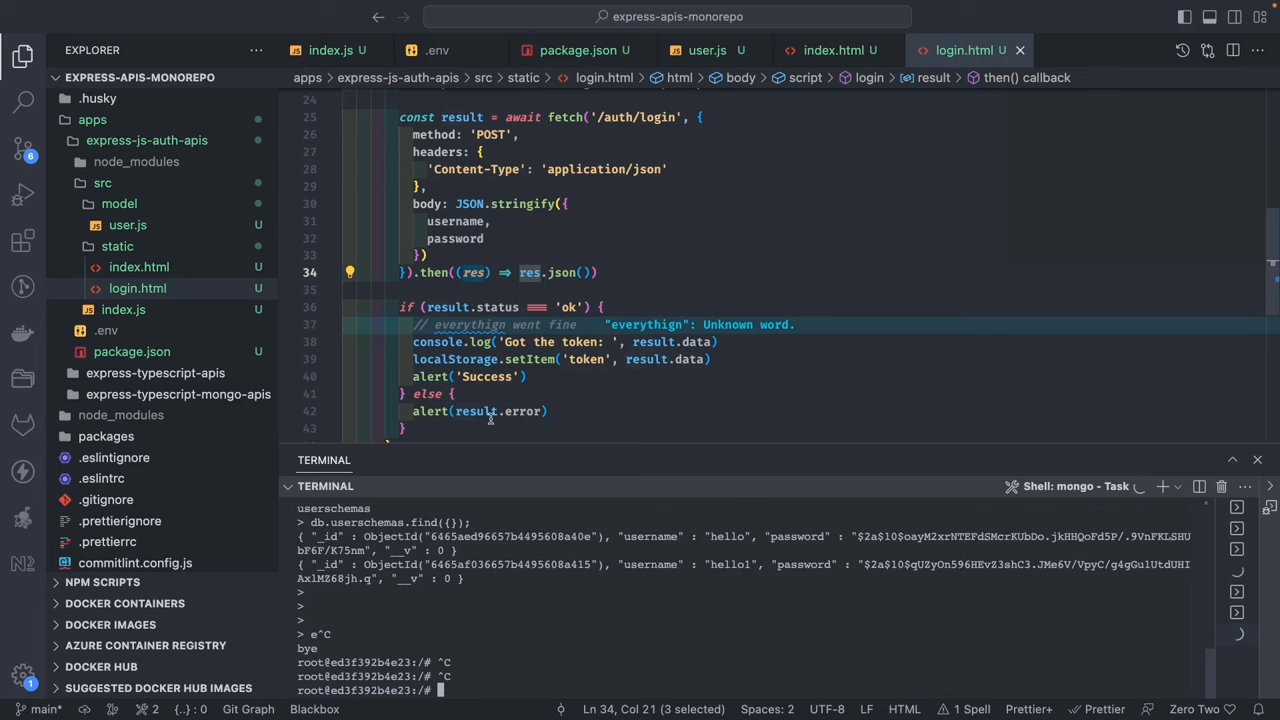 express-apis-monorepo
EXPLORER
index.js U
.env
package.json U
user.js U
index.html U
login.html U
EXPRESS-APIS-MONOREPO
apps > express-js-auth-apis > src > static > login.html > html > body > script > login > result > then() callback
.husky
apps
express-js-auth-apis
node_modules
src
model
user.js U
static
index.html U
login.html U
index.js U
.env
package.json U
express-typescript-apis
express-typescript-mongo-apis
node_modules
packages
.eslintignore
.eslintrc
.gitignore
.prettierignore
.prettierrc
commitlint.config.js
NPM SCRIPTS
DOCKER CONTAINERS
DOCKER IMAGES
AZURE CONTAINER REGISTRY
DOCKER HUB
SUGGESTED DOCKER HUB IMAGES
6
1
24
25 const result = await fetch('/auth/login', {
26 method: 'POST',
27 headers: {
28 'Content-Type': 'application/json'
29 },
30 body: JSON.stringify({
31 username,
32 password
33 })
34 }).then((res) => res.json())
35
36 if (result.status === 'ok') {
37 // everythign went fine "everythign": Unknown word.
38 console.log('Got the token: ', result.data)
39 localStorage.setItem('token', result.data)
40 alert('Success')
41 } else {
42 alert(result.error)
43 }
TERMINAL
TERMINAL
Shell: mongo - Task
userschemas
> db.userschemas.find({});
{ "_id" : ObjectId("6465aed96657b4495608a40e"), "username" : "hello", "password" : "$2a$10$oayM2xrNTEFdSMcrKUbDo.jkHHQoFd5P/.9VnFKLSHU
bF6F/K75nm", "__v" : 0 }
{ "_id" : ObjectId("6465af036657b4495608a415"), "username" : "hello1", "password" : "$2a$10$qUZyOn596HEvZ3shC3.JMe6V/VpyC/g4gGulUtdUHI
AxlMZ68jh.q", "__v" : 0 }
>
>
>
> e^C
bye
root@ed3f392b4e23:/# ^C
root@ed3f392b4e23:/# ^C
root@ed3f392b4e23:/#
main* 2 {..} : 0 Git Graph Blackbox Ln 34, Col 21 (3 selected) Spaces: 2 UTF-8 LF HTML 1 Spell Prettier+ Prettier Zero Two